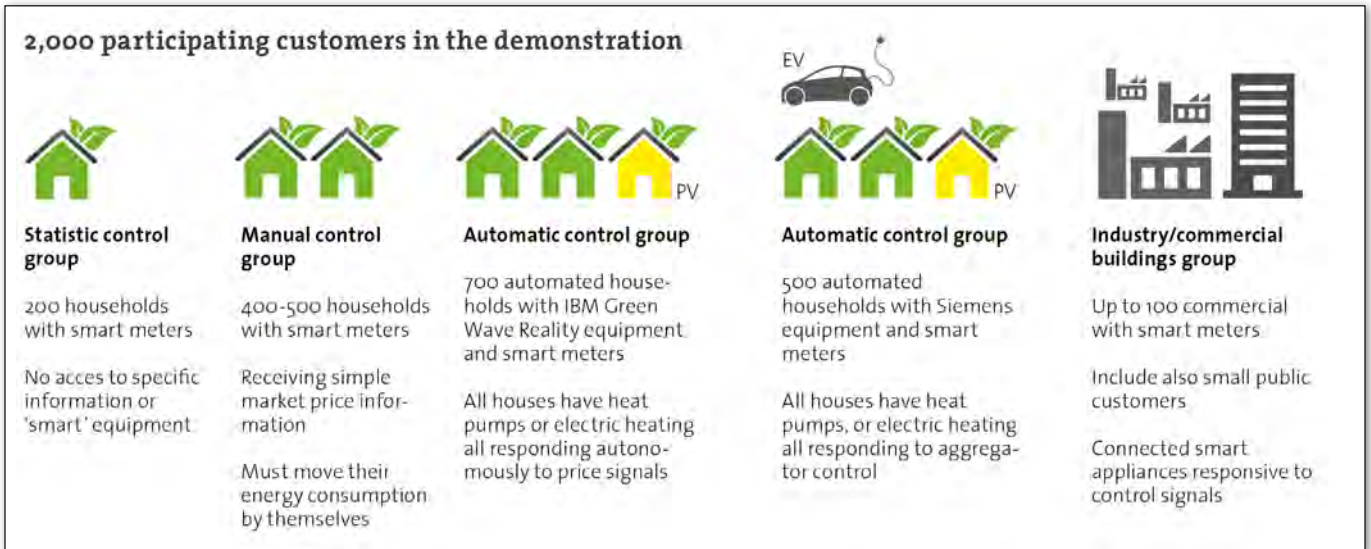 2,000 participating customers in the demonstration
EV
PV
PV
Statistic control
group
200 households
with smart meters
No acces to specific
information or
'smart' equipment
Manual control
group
400-500 households
with smart meters
Receiving simple
market price infor-
mation
Must move their
energy consumption
by themselves
Automatic control group
700 automated house-
holds with IBM Green
Wave Reality equipment
and smart meters
All houses have heat
pumps or electric heating
all responding autono-
mously to price signals
Automatic control group
500 automated
households with Siemens
equipment and smart
meters
All houses have heat
pumps, or electric heating
all responding to aggrega-
tor control
Industry/commercial
buildings group
Up to 100 commercial
with smart meters
Include also small public
customers
Connected smart
appliances responsive to
control signals